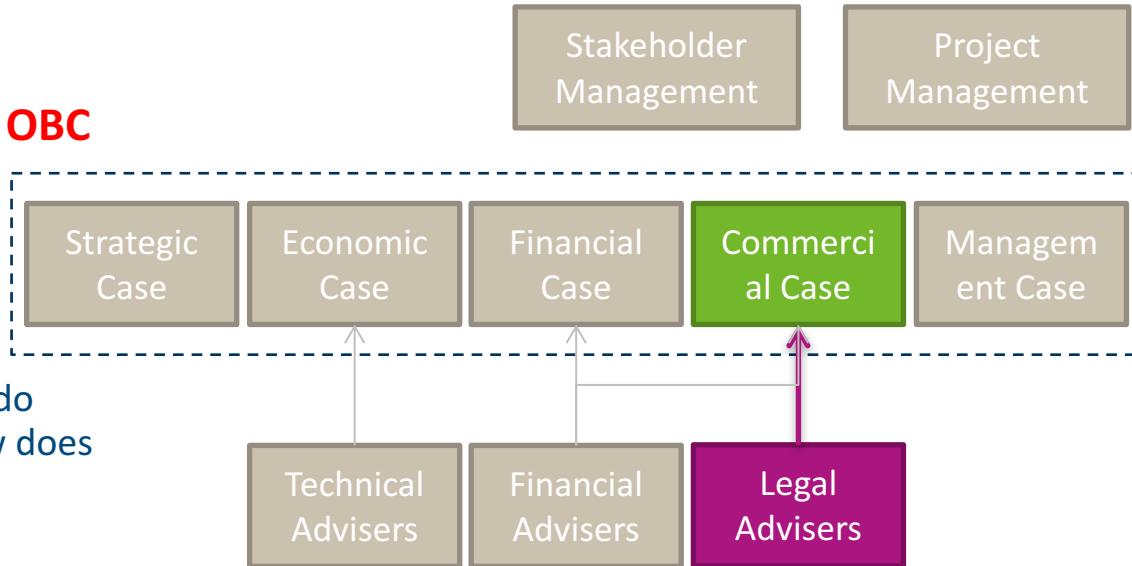 Stakeholder
Management
Project
Management
OBC
Strategic
Case
Economic
Case
Financial
Case
Commerci
al Case
Managem
ent Case
do
does
Technical
Advisers
Financial
Advisers
Legal
Advisers